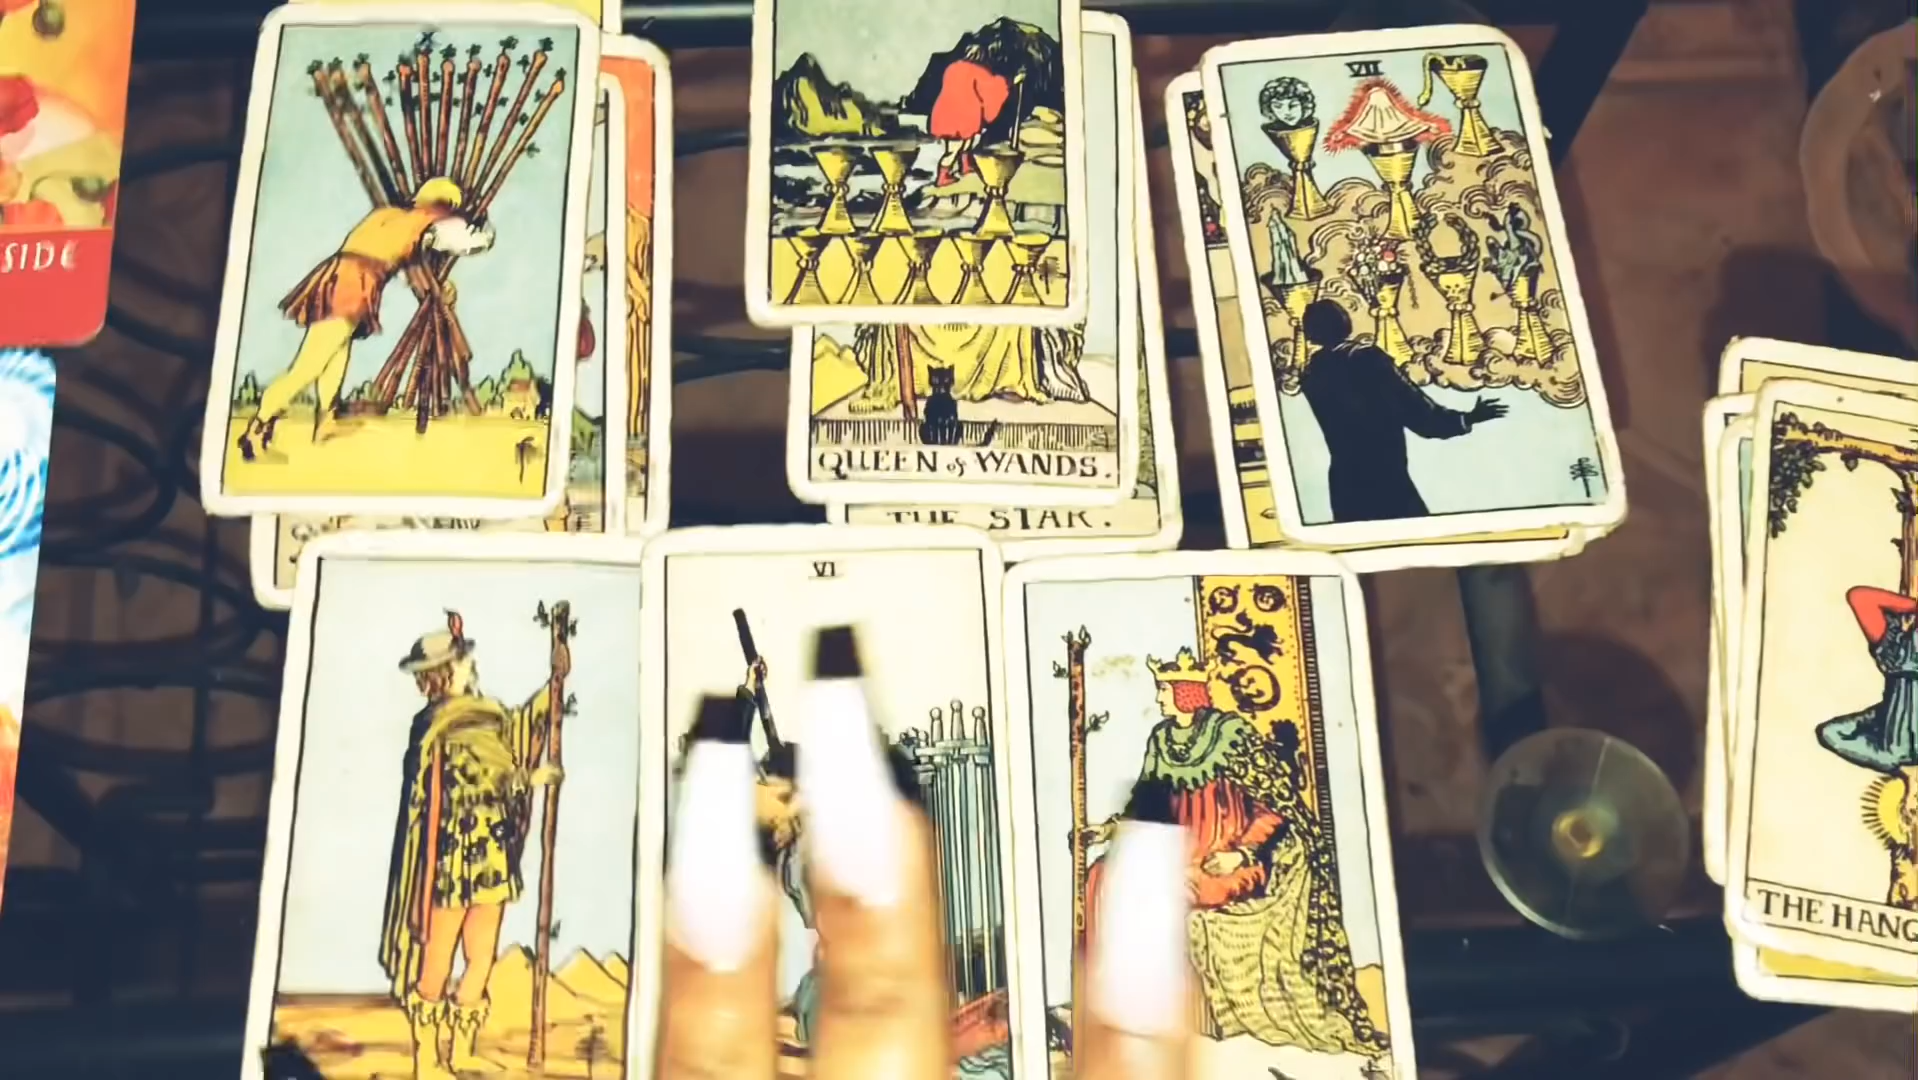 X
VII
SIDE
QUEEN of WANDS.
THE STAR.
VI
THE HANG